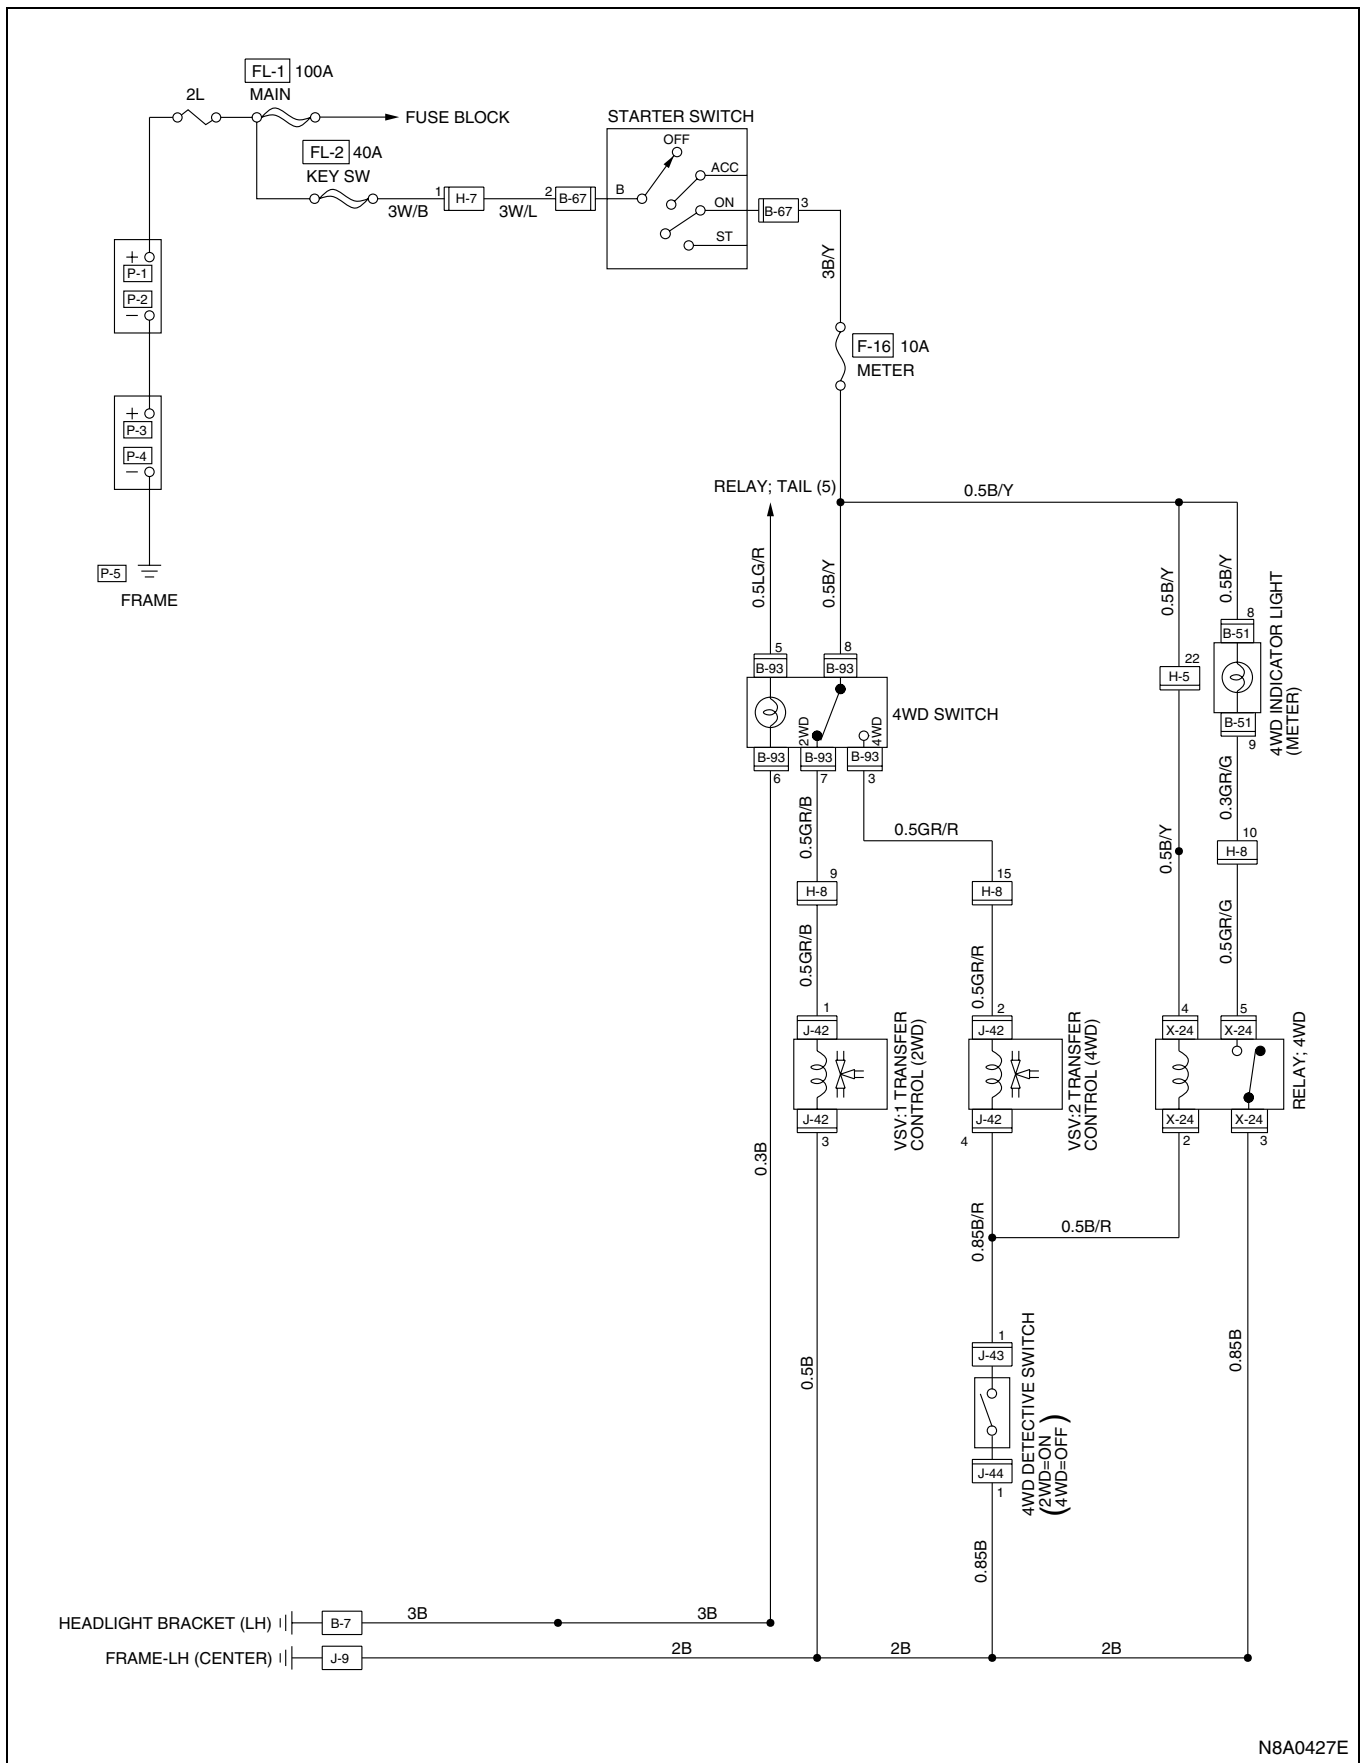 FL-1 100A
MAIN
2L
FUSE BLOCK
FL-2 40A
KEY SW
3W/B
1
H-7
3W/L
2
B-67
STARTER SWITCH
B
OFF
ACC
ON
ST
B-67
3
3B/Y
F-16 10A
METER
+
P-1
P-2
−
+
P-3
P-4
−
P-5
FRAME
RELAY; TAIL (5)
0.5B/Y
0.5LG/R
0.5B/Y
0.5B/Y
0.5B/Y
5
B-93
8
B-93
22
H-5
8
B-51
4WD INDICATOR LIGHT
(METER)
2WD
4WD
4WD SWITCH
B-51
9
B-93
6
B-93
7
B-93
3
0.5GR/B
0.5GR/R
0.5B/Y
0.3GR/G
10
H-8
9
H-8
15
H-8
0.5GR/B
0.5GR/R
0.5GR/G
1
J-42
2
J-42
4
X-24
5
X-24
VSV:1 TRANSFER
CONTROL (2WD)
VSV:2 TRANSFER
CONTROL (4WD)
RELAY; 4WD
J-42
3
J-42
4
X-24
2
X-24
3
0.3B
0.85B/R
0.5B/R
0.5B
0.85B
1
J-43
4WD DETECTIVE SWITCH
(2WD=ON
4WD=OFF)
J-44
1
0.85B
HEADLIGHT BRACKET (LH)
B-7
3B
3B
FRAME-LH (CENTER)
J-9
2B
2B
2B
N8A0427E